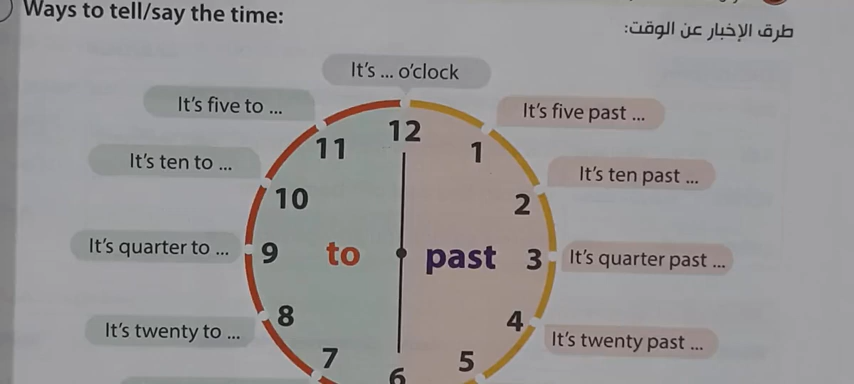 Ways to tell/say the time:
طرق الإخبار عن الوقت:
It's ... o'clock
It's five to ...
It's five past ...
12
11
1
It's ten to ...
It's ten past ...
10
2
It's quarter to ...
9
to
past
3
It's quarter past ...
8
4
It's twenty to ...
It's twenty past ...
7
5
6